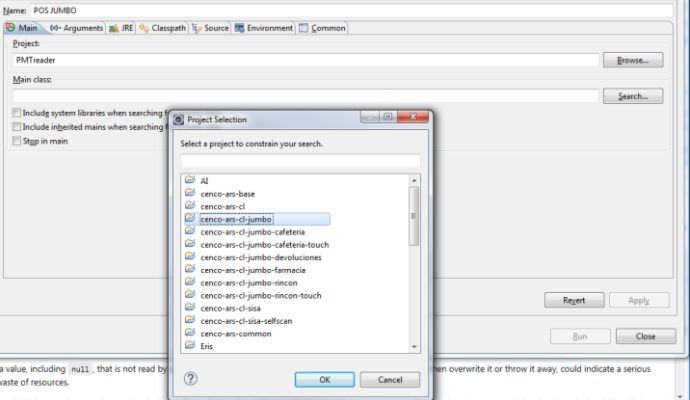 Name: POS JUMBO
Main (x)= Arguments JRE Classpath Source Environment Common
Project:
PMTreader Browse...
Main class:
Search...
Include system libraries when searching f
Include inherited mains when searching f
Stop in main
Project Selection
Select a project to constrain your search.
AI
cenco-ars-base
cenco-ars-cl
cenco-ars-cl-jumbo
cenco-ars-cl-jumbo-cafeteria
cenco-ars-cl-jumbo-cafeteria-touch
cenco-ars-cl-jumbo-devoluciones
cenco-ars-cl-jumbo-farmacia
cenco-ars-cl-jumbo-rincon
cenco-ars-cl-jumbo-rincon-touch
cenco-ars-cl-sisa
cenco-ars-cl-sisa-selfscan
cenco-ars-common
Eris
OK Cancel
Revert Apply
Run Close
a value, including null, that is not read by hen overwrite it or throw it away, could indicate a serious
waste of resources.